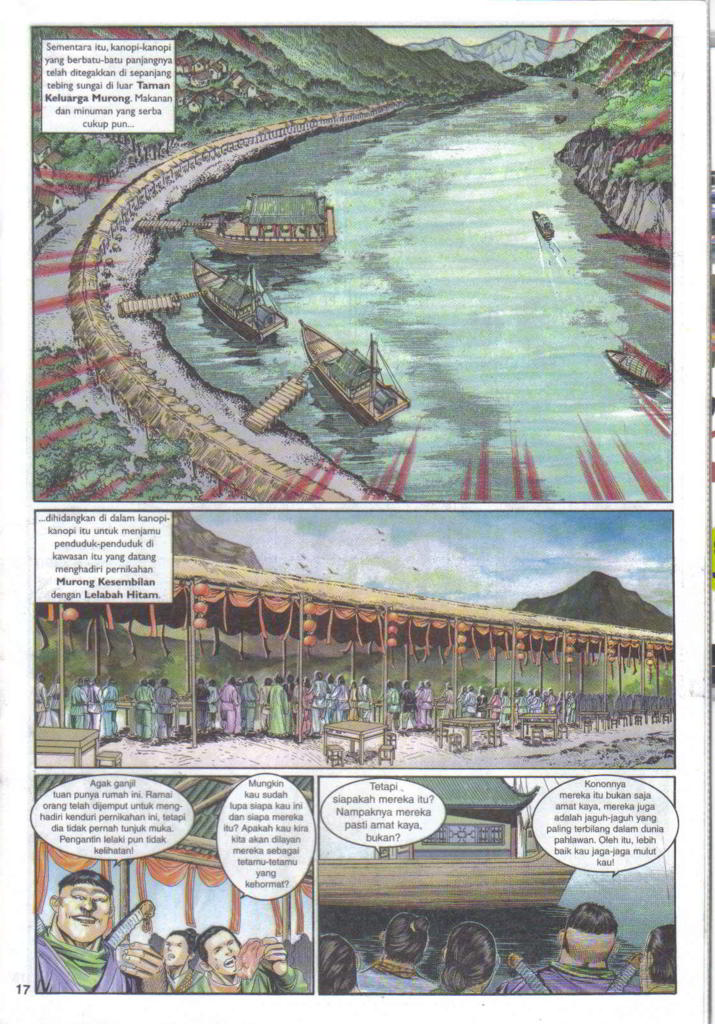 Sementara itu, kanopi-kanopi
yang berbatu-batu panjangnya
telah ditegakkan di sepanjang
tebing sungai di luar Taman
Keluarga Murong. Makanan
dan minuman yang serba
cukup pun...
...dihidangkan di dalam kanopi-
kanopi itu untuk menjamu
penduduk-penduduk di
kawasan itu yang datang
menghadiri pernikahan
Murong Kesembilan
dengan Lelabah Hitam.
Agak ganjil
tuan punya rumah ini. Ramai
orang telah dijemput untuk meng-
hadiri kenduri pernikahan ini, tetapi
dia tidak pernah tunjuk muka.
Pengantin lelaki pun tidak
kelihatan!
Mungkin
kau sudah
lupa siapa kau ini
dan siapa mereka
itu? Apakah kau kira
kita akan dilayan
mereka sebagai
tetamu-tetamu
yang
kehormat?
Tetapi
siapakah mereka itu?
Nampaknya mereka
pasti amat kaya,
bukan?
Kononnya
mereka itu bukan saja
amat kaya, mereka juga
adalah jaguh-jaguh yang
paling terbilang dalam dunia
pahlawan. Oleh itu, lebih
baik kau jaga-jaga mulut
kau!
17